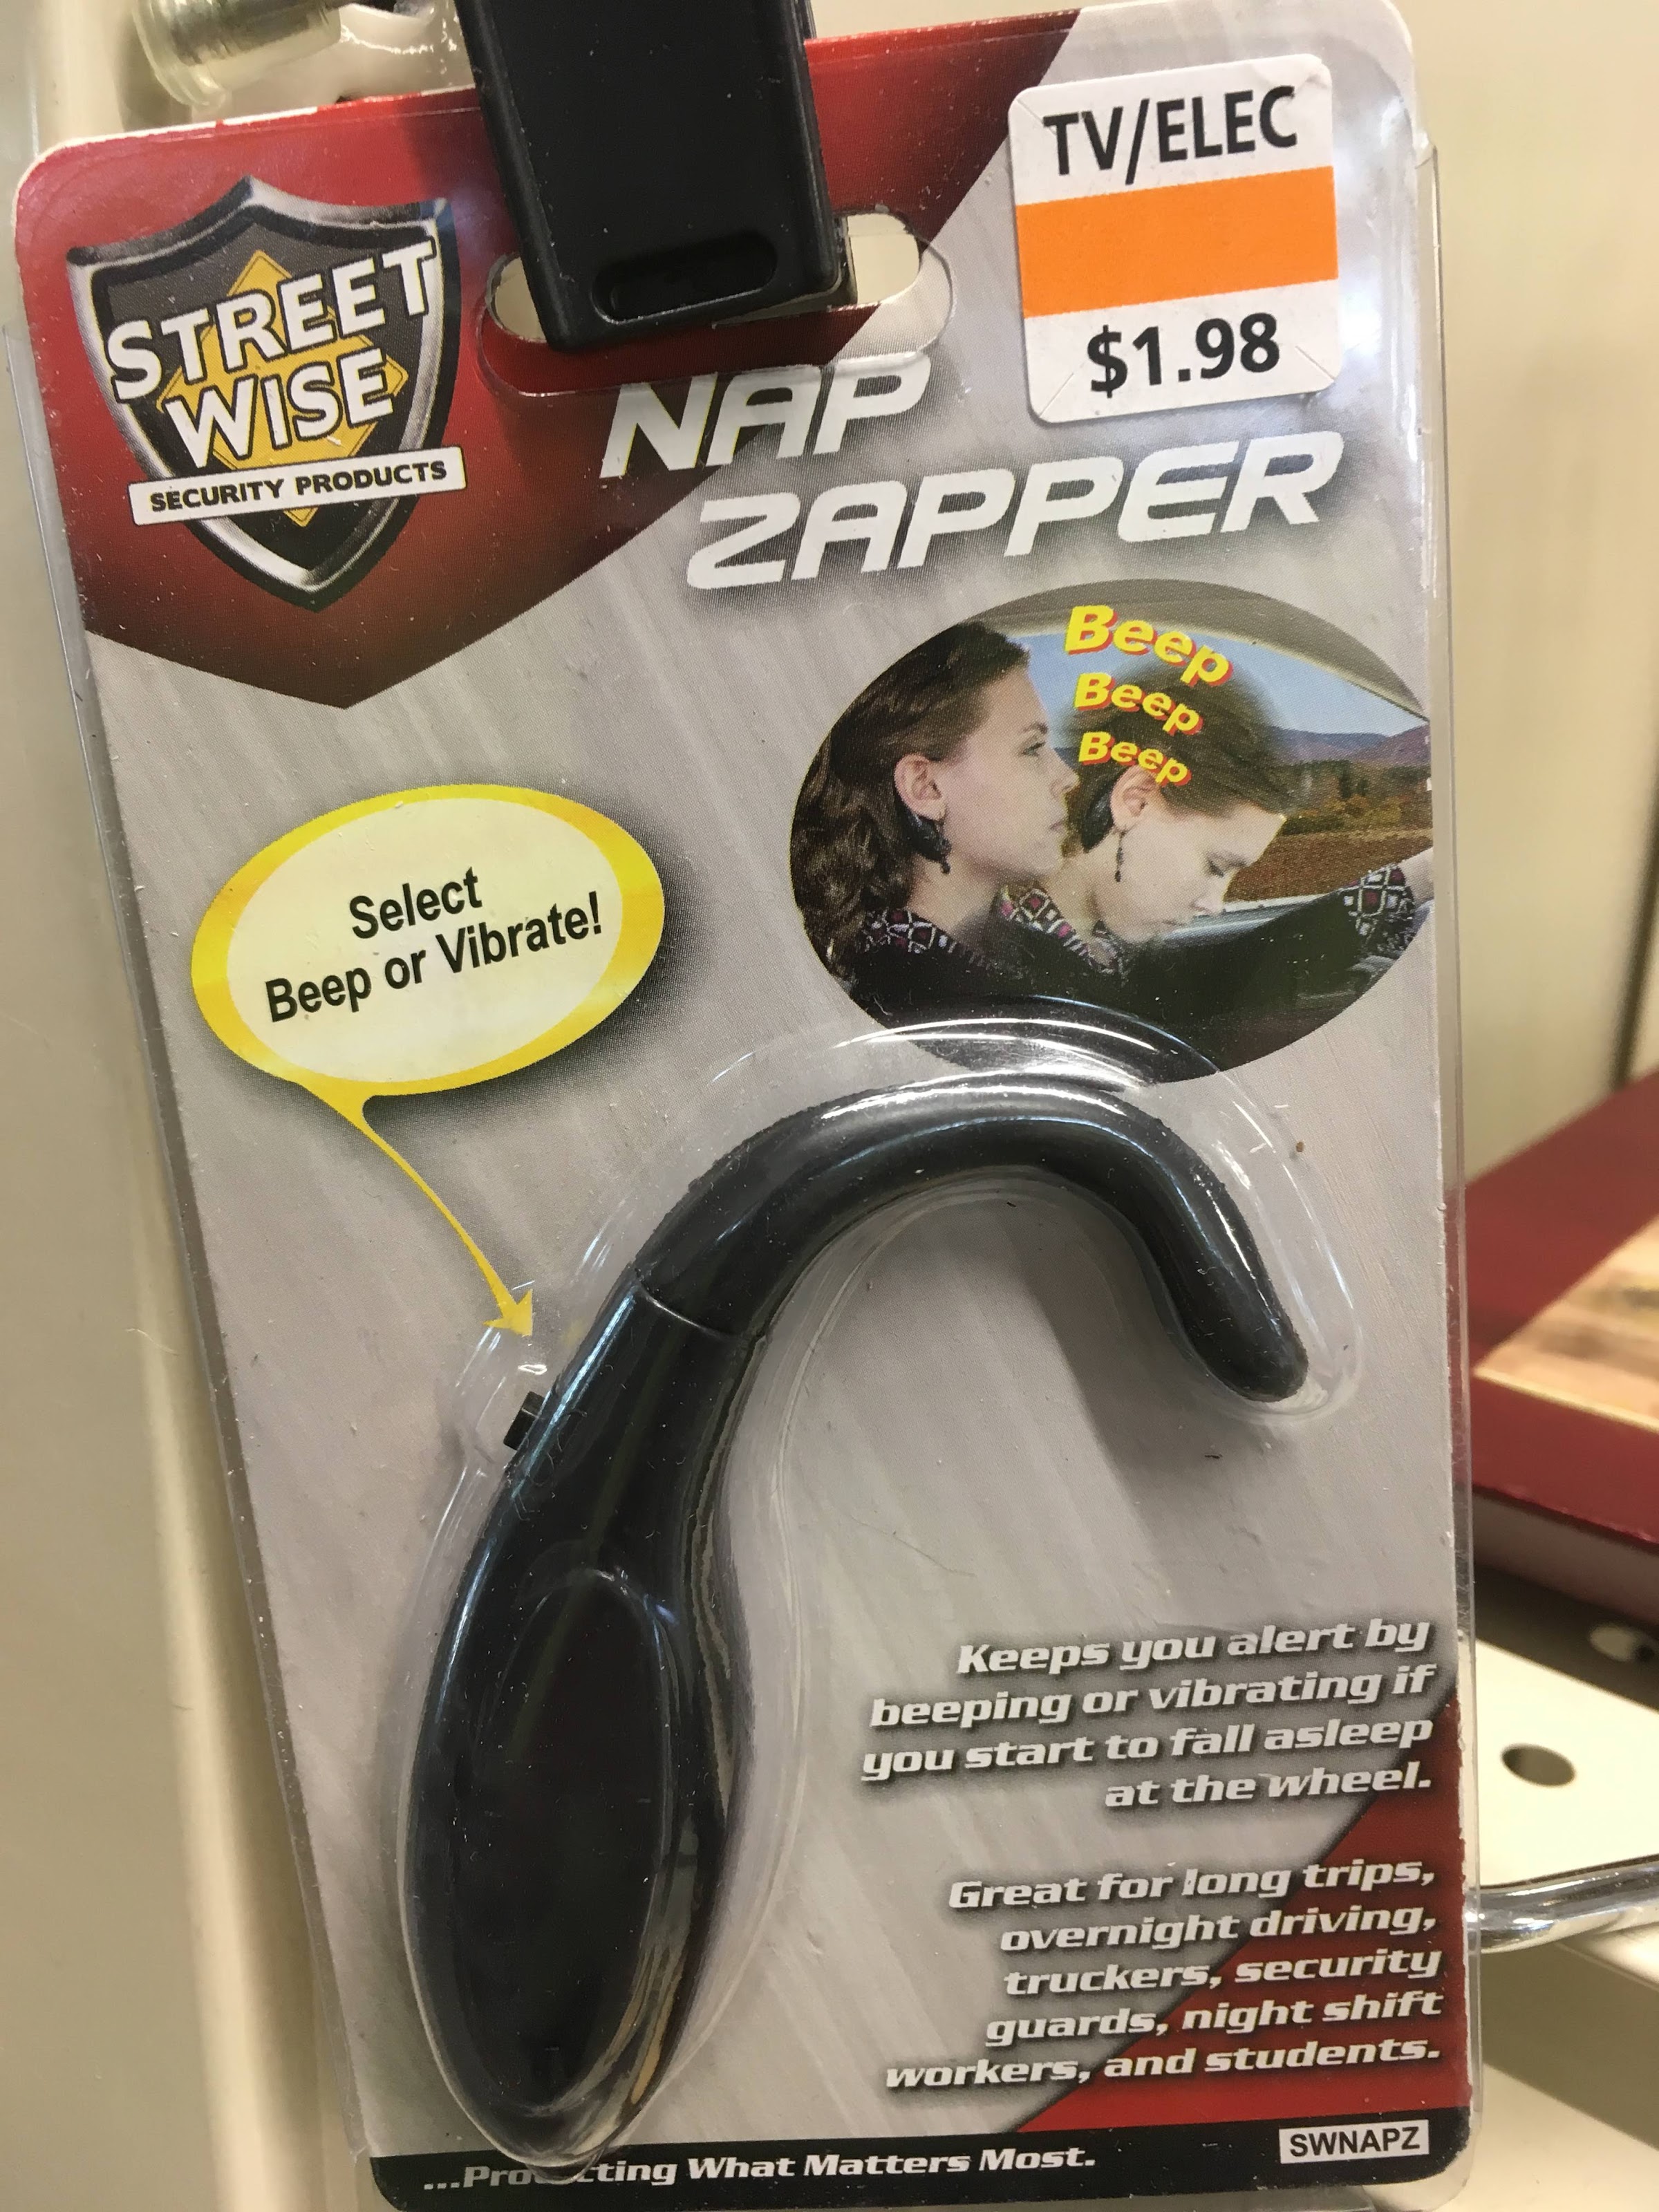 TV/ELEC
$1.98
STREET
WISE
SECURITY PRODUCTS
NAP
ZAPPER
Beep
Beep
Beep
Select
Beep or Vibrate!
Keeps you alert by
beeping or vibrating if
you start to fall asleep
at the wheel.
Great for long trips,
overnight driving,
truckers, security
guards, night shift
workers, and students.
SWNAPZ
...Protecting What Matters Most.